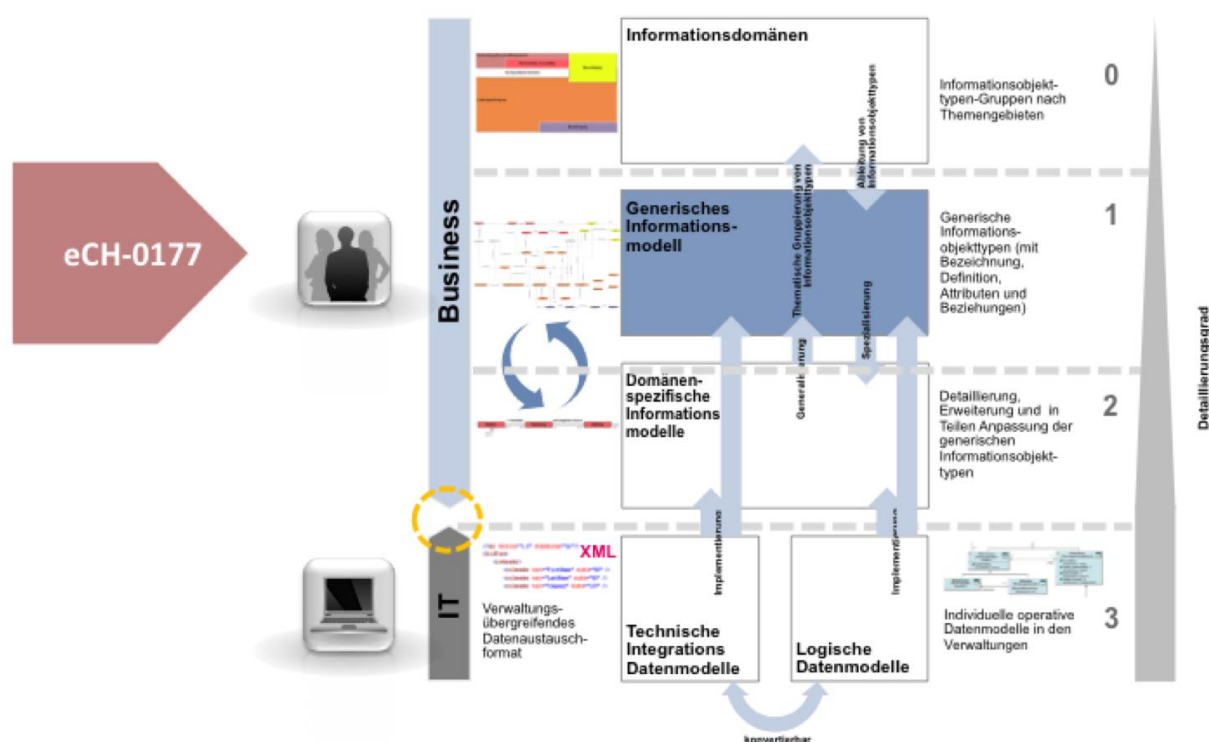 Informationsdomänen
Informationsobjekt-
typen-Gruppen nach
Themengebieten
0
Thematische Gruppierung von
Informationsobjekttypen
Ableitung von
Informationsobjekttypen
eCH-0177
Business
Generisches
Informations-
modell
Generische
Informations-
objekttypen (mit
Bezeichnung,
Definition,
Attributen und
Beziehungen)
1
Generalisierung
Spezialisierung
Detaillierungsgrad
Domänen-
spezifische
Informations
modelle
Detaillierung,
Erweiterung und in
Teilen Anpassung der
generischen
Informationsobjekt-
typen
2
Implementierung
Implementierung
IT
XML
Verwaltungs-
übergreifendes
Datenaustausch-
format
Technische
Integrations
Datenmodelle
Logische
Datenmodelle
Individuelle operative
Datenmodelle in den
Verwaltungen
3
konvertierbar